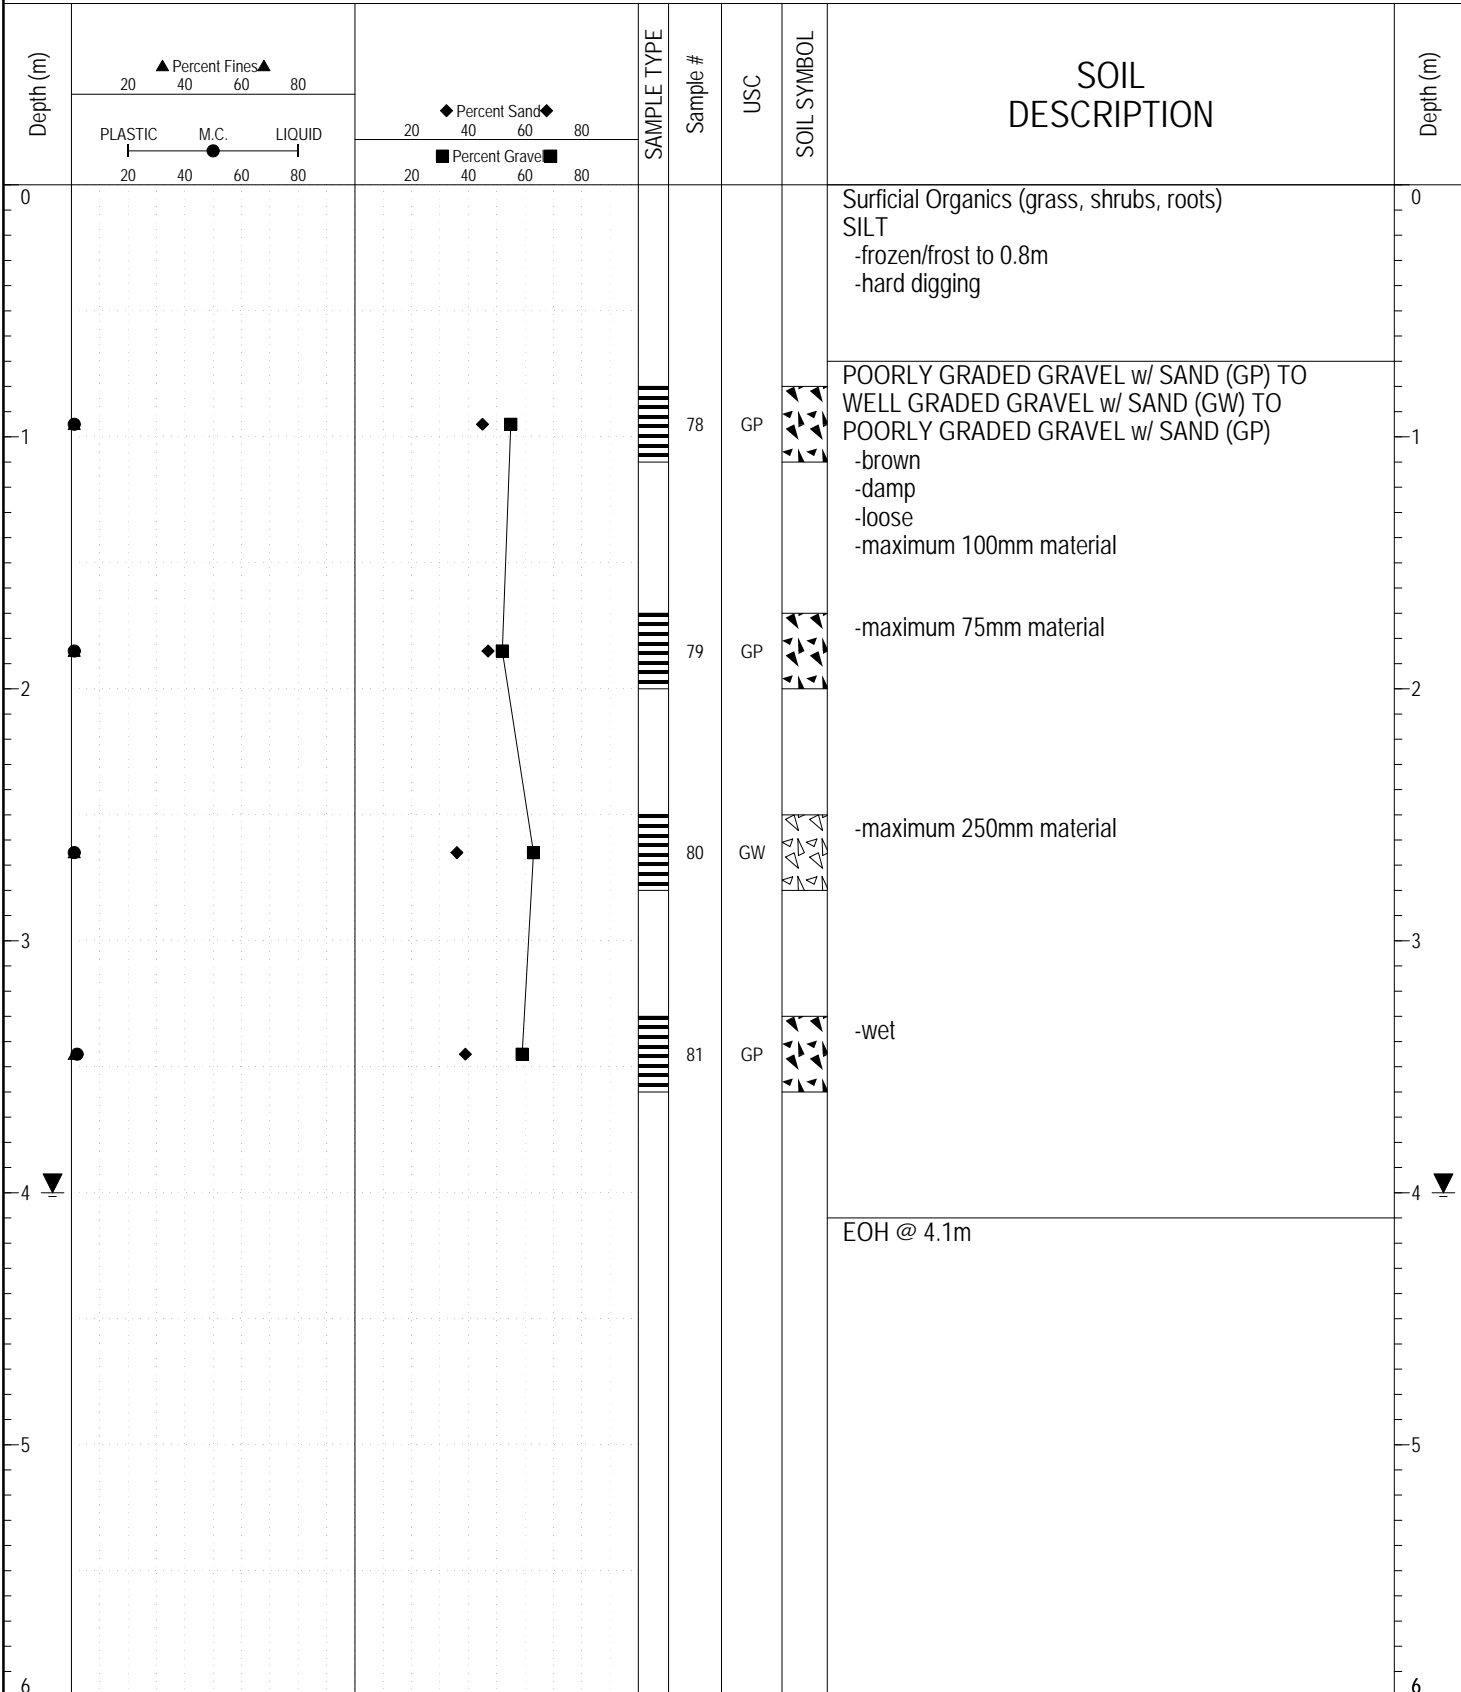 Depth (m)
▲ Percent Fines▲
20 40 60 80
PLASTIC M.C. LIQUID
20 40 60 80
◆ Percent Sand◆
20 40 60 80
■ Percent Gravel■
20 40 60 80
SAMPLE TYPE
Sample #
USC
SOIL SYMBOL
SOIL
DESCRIPTION
Depth (m)
0
Surficial Organics (grass, shrubs, roots)
0
SILT
-frozen/frost to 0.8m
-hard digging
POORLY GRADED GRAVEL w/ SAND (GP) TO
WELL GRADED GRAVEL w/ SAND (GW) TO
78 GP
POORLY GRADED GRAVEL w/ SAND (GP)
1
1
-brown
-damp
-loose
-maximum 100mm material
-maximum 75mm material
79 GP
2
2
-maximum 250mm material
80 GW
3
3
-wet
81 GP
4
4
EOH @ 4.1m
5
5
6
6